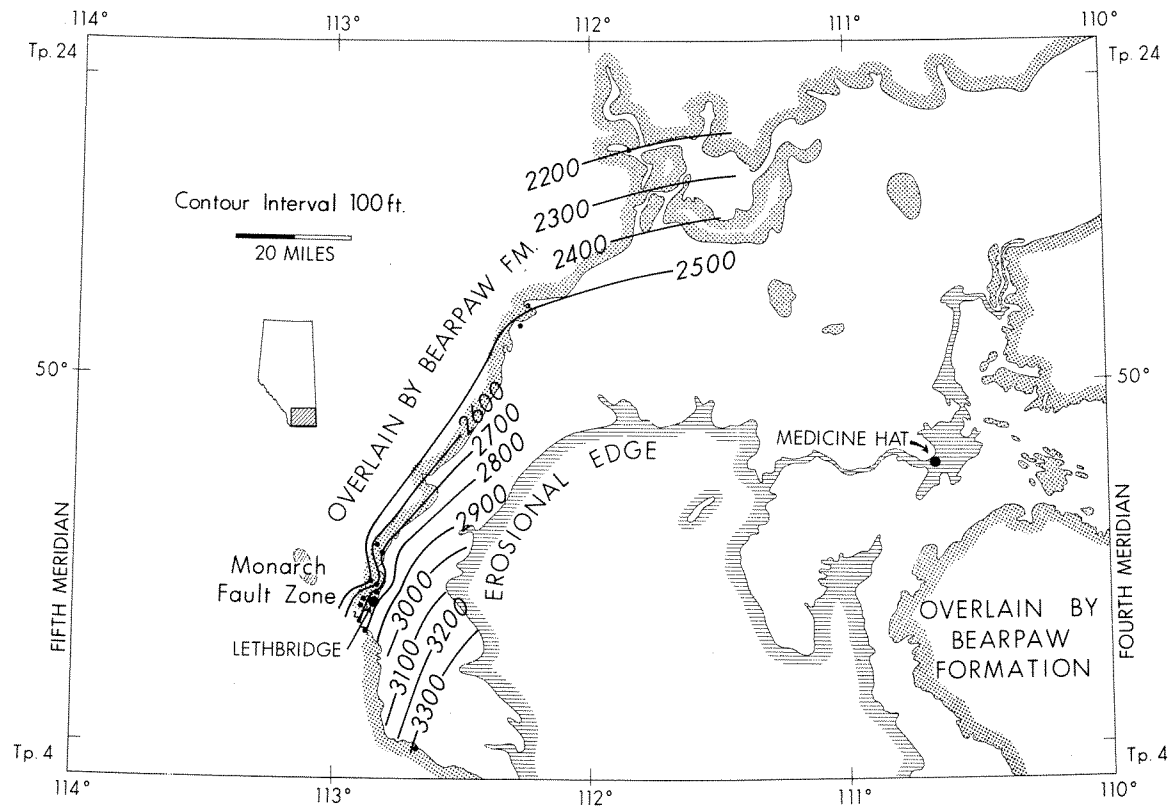 114° 113° 112° 111° 110°
Tp. 24 Tp. 24
2200
Contour Interval 100 ft.
2300
20 MILES
2400
2500
OVERLAIN BY BEARPAW FM.
50° 50°
2600
2700
2800
MEDICINE HAT
EROSIONAL EDGE
2900
Monarch
Fault Zone
3000
LETHBRIDGE
3100
3200
3300
FIFTH MERIDIAN
FOURTH MERIDIAN
OVERLAIN BY
BEARPAW
FORMATION
Tp. 4 Tp. 4
114° 113° 112° 111° 110°